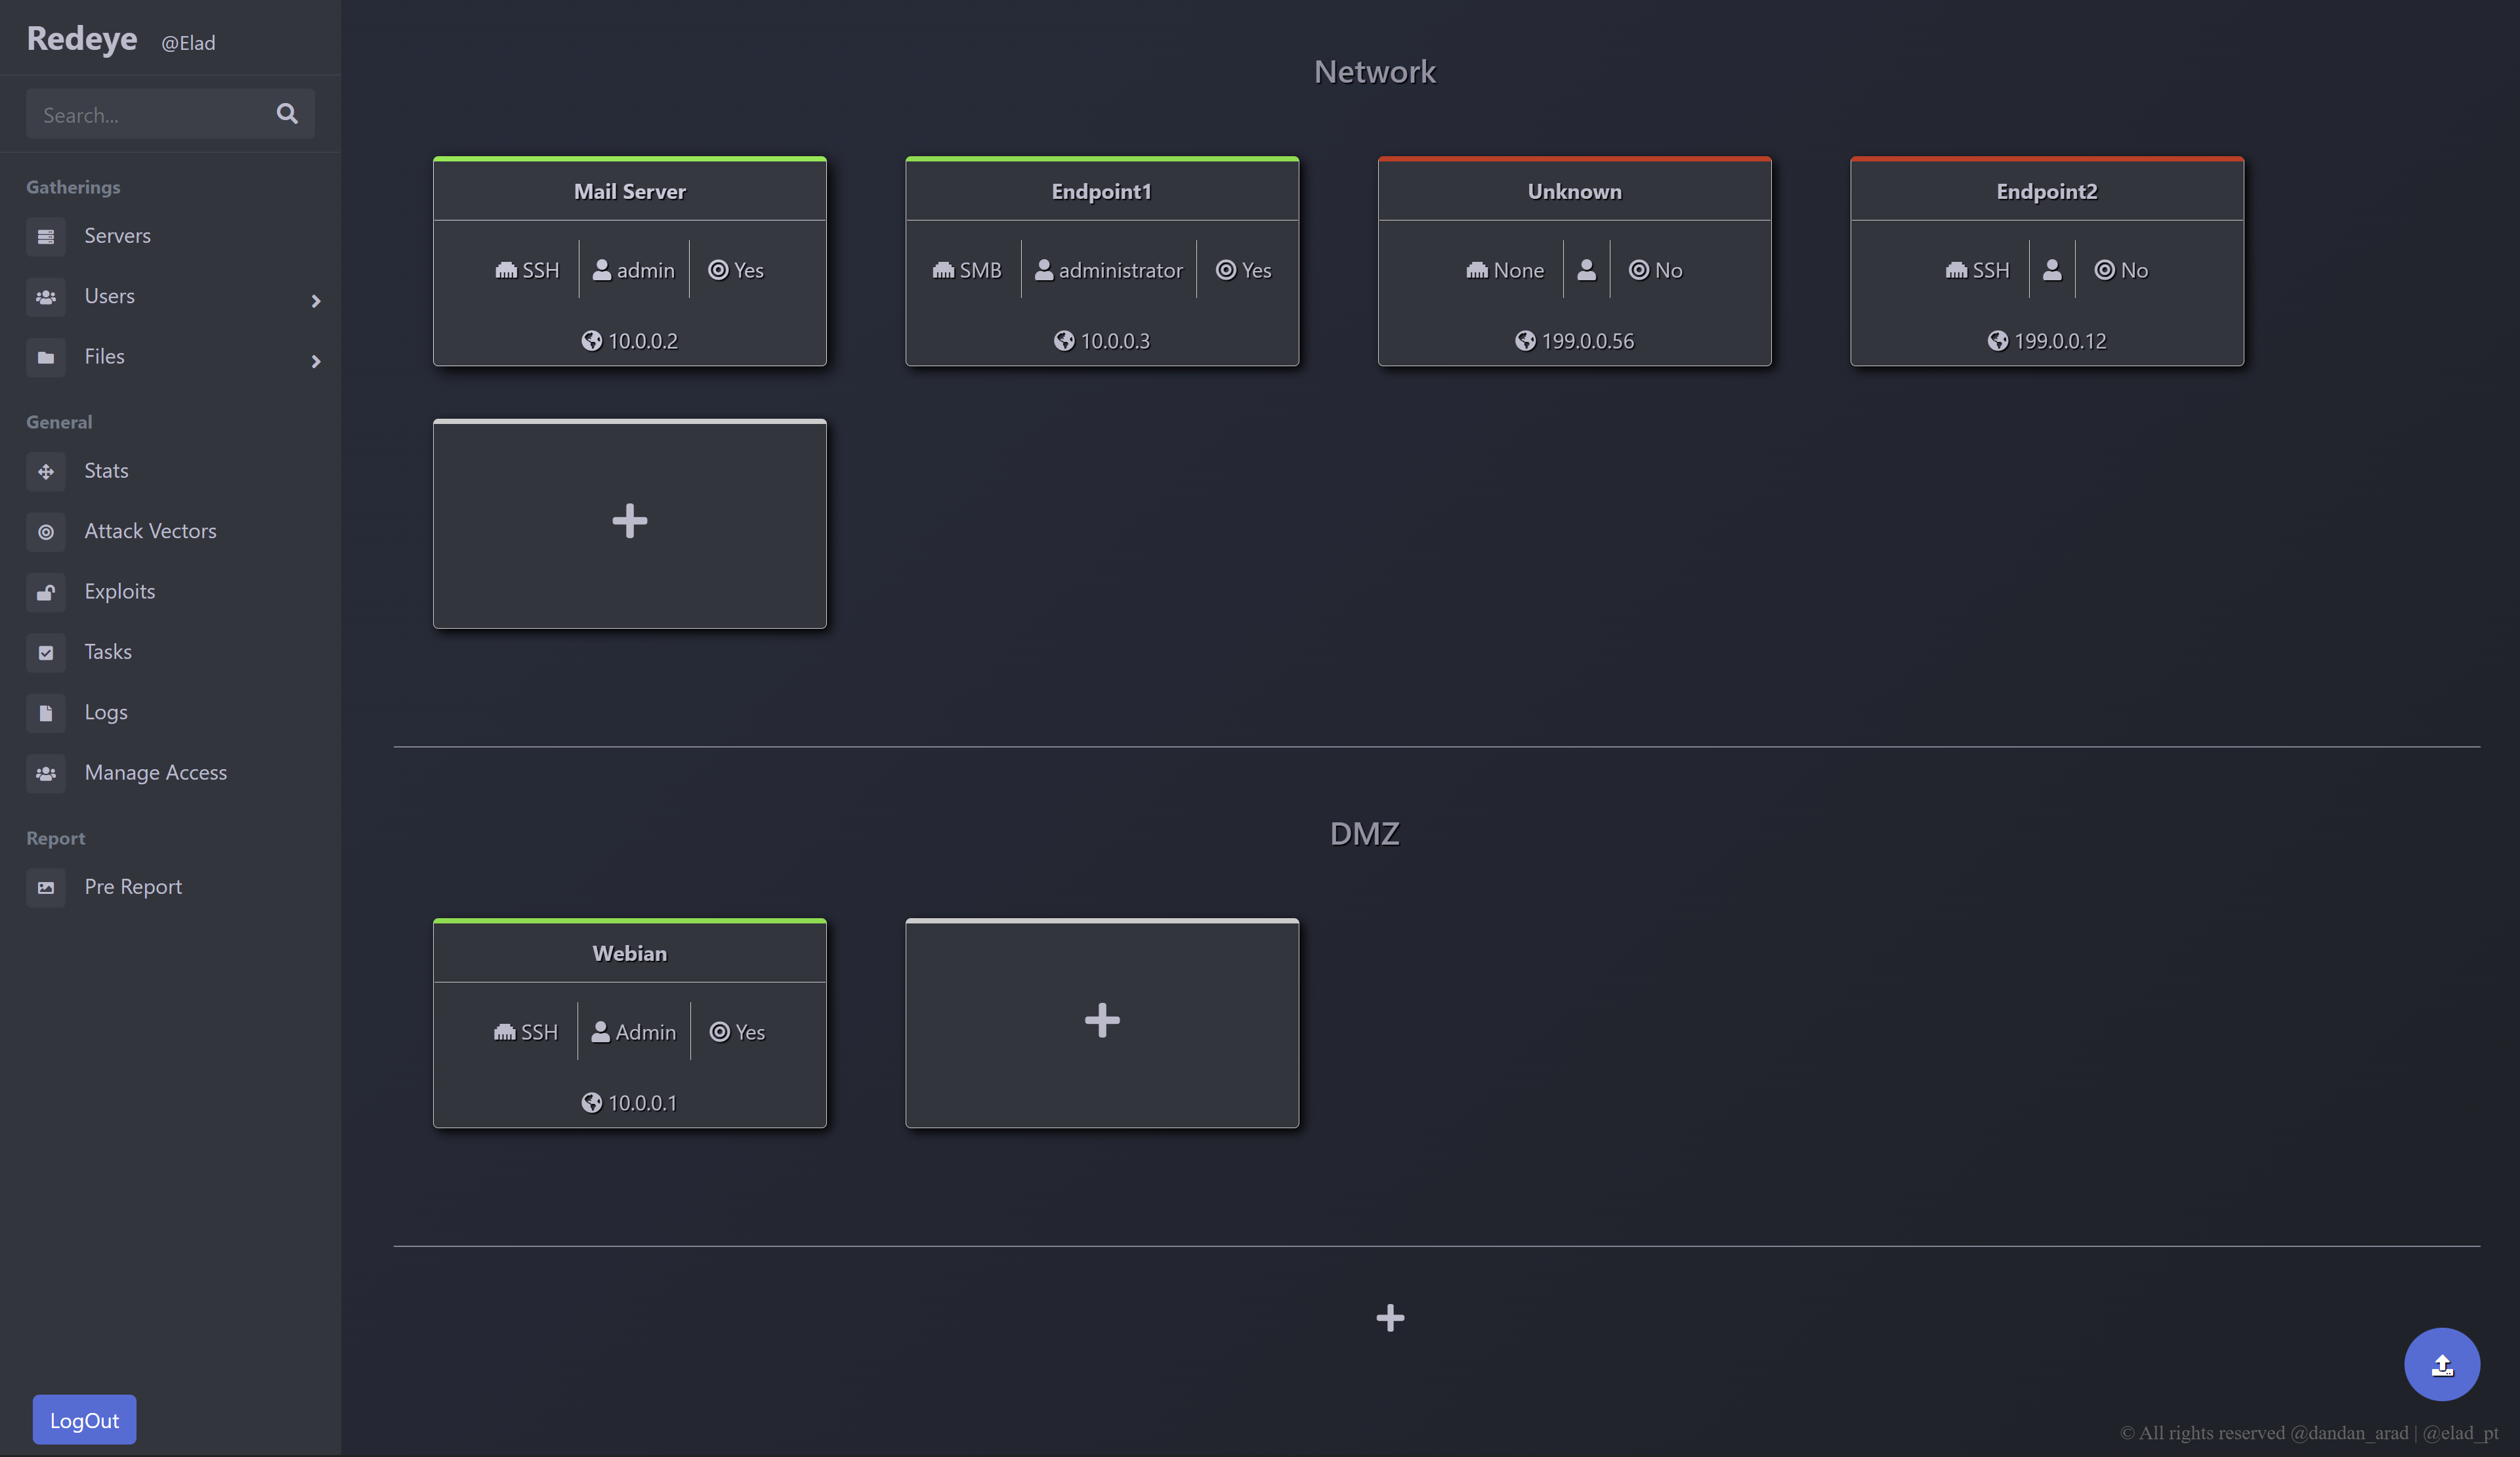 Redeye @Elad
Search...
Gatherings
Servers
Users
Files
General
Stats
Attack Vectors
Exploits
Tasks
Logs
Manage Access
Report
Pre Report
LogOut
Network
Mail Server
SSH admin Yes
10.0.0.2
Endpoint1
SMB administrator Yes
10.0.0.3
Unknown
None No
199.0.0.56
Endpoint2
SSH No
199.0.0.12
DMZ
Webian
SSH Admin Yes
10.0.0.1
© All rights reserved @dandan_arad | @elad_pt